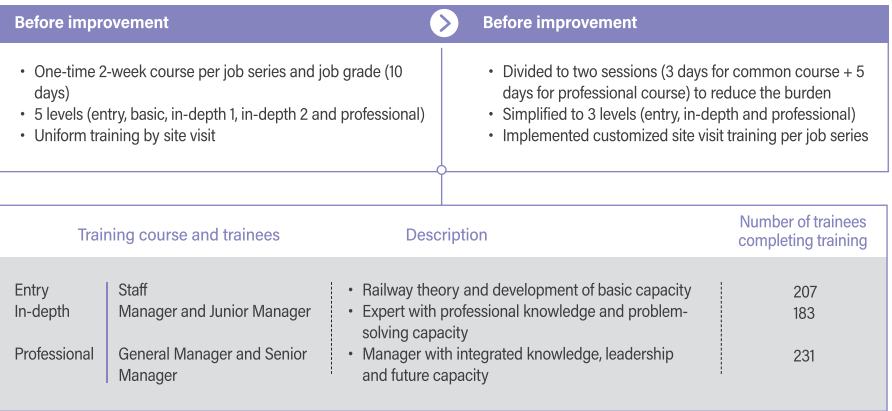 Before improvement
Before improvement
• One-time 2-week course per job series and job grade (10
days)
• 5 levels (entry, basic, in-depth 1, in-depth 2 and professional)
• Uniform training by site visit
• Divided to two sessions (3 days for common course + 5
days for professional course) to reduce the burden
• Simplified to 3 levels (entry, in-depth and professional)
• Implemented customized site visit training per job series
Training course and trainees
Description
Number of trainees
completing training
Entry
Staff
• Railway theory and development of basic capacity
207
In-depth
Manager and Junior Manager
• Expert with professional knowledge and problem-
solving capacity
183
Professional
General Manager and Senior
Manager
• Manager with integrated knowledge, leadership
and future capacity
231